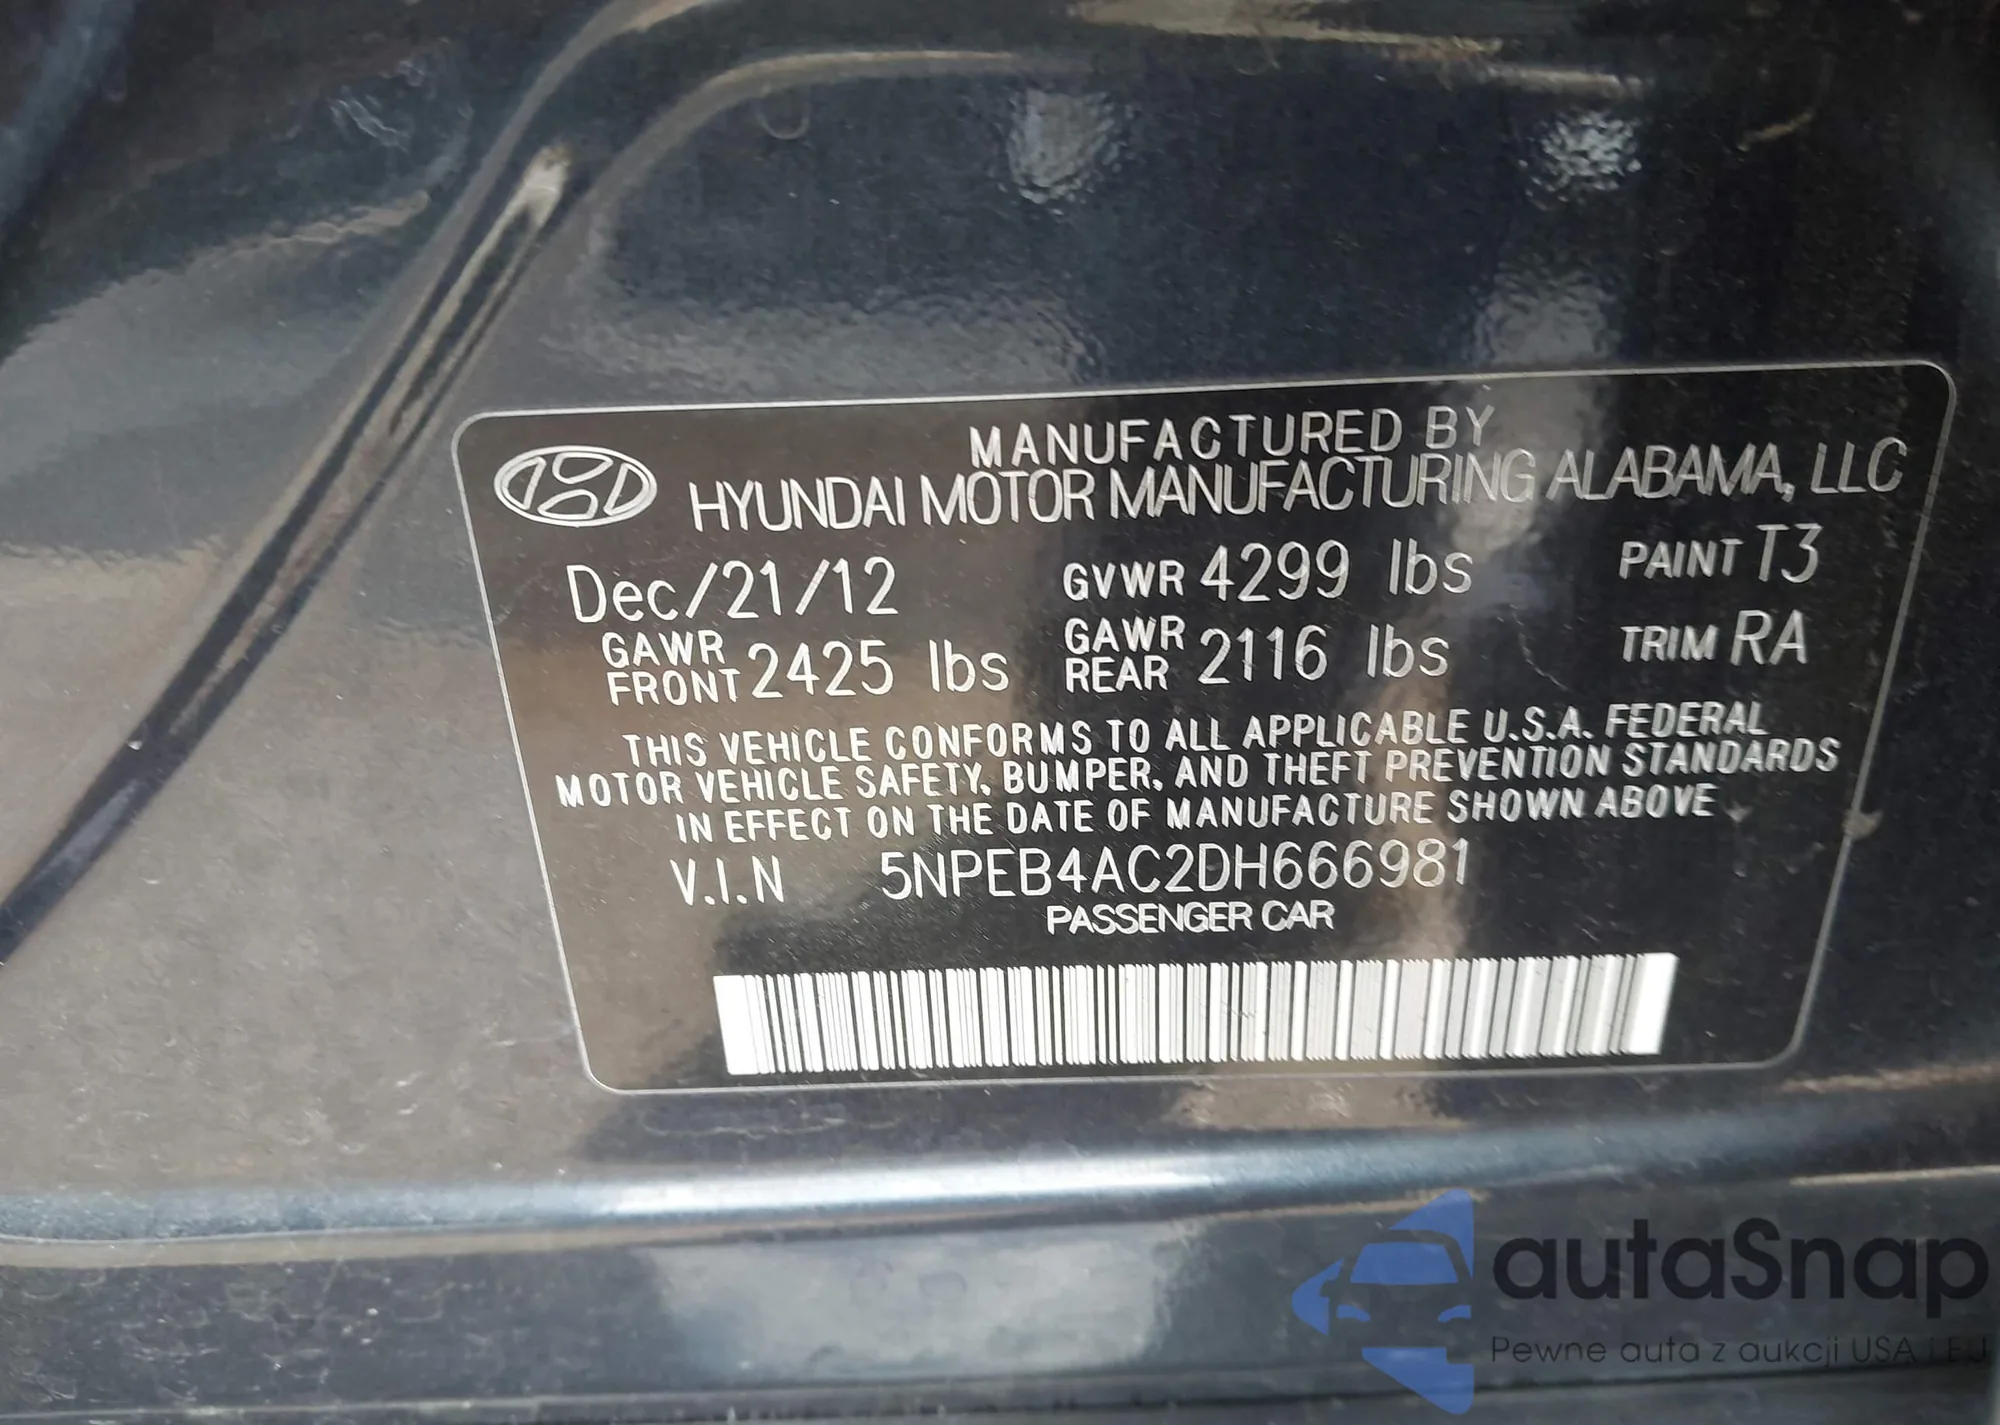 MANUFACTURED BY
HYUNDAI MOTOR MANUFACTURING ALABAMA, LLC
Dec/21/12 GVWR 4299 lbs PAINT T3
GAWR FRONT 2425 lbs GAWR REAR 2116 lbs TRIM RA
THIS VEHICLE CONFORMS TO ALL APPLICABLE U.S.A. FEDERAL
MOTOR VEHICLE SAFETY, BUMPER, AND THEFT PREVENTION STANDARDS
IN EFFECT ON THE DATE OF MANUFACTURE SHOWN ABOVE
V.I.N 5NPEB4AC2DH666981
PASSENGER CAR
autaSnap
Pewne auta z aukcji USA i EU